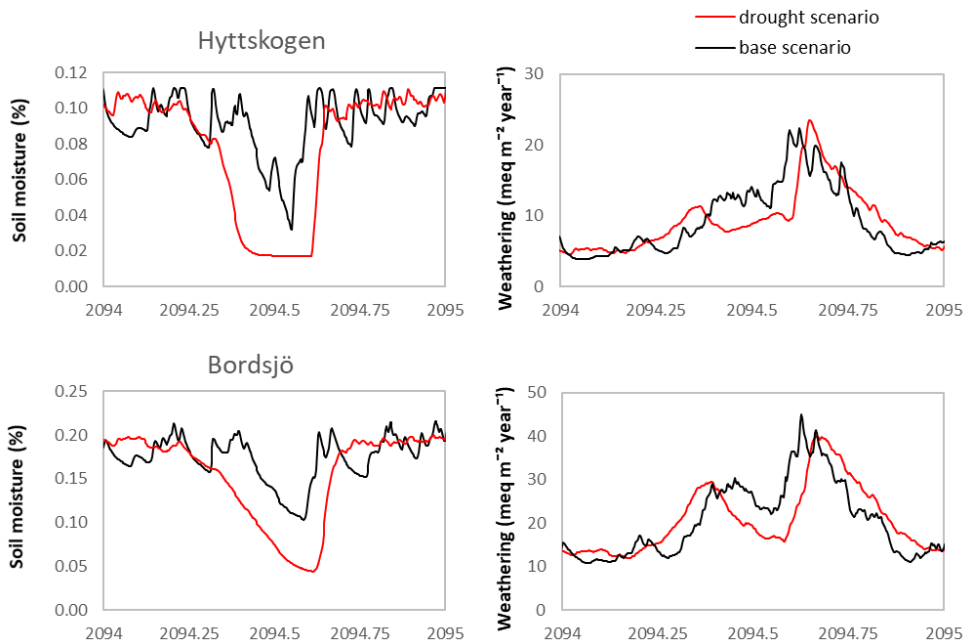 drought scenario
base scenario
Hyttskogen
Soil moisture (%)
0.12
0.10
0.08
0.06
0.04
0.02
0.00
2094 2094.25 2094.5 2094.75 2095
Weathering (meq m⁻² year⁻¹)
30
20
10
0
2094 2094.25 2094.5 2094.75 2095
Bordsjö
Soil moisture (%)
0.25
0.20
0.15
0.10
0.05
0.00
2094 2094.25 2094.5 2094.75 2095
Weathering (meq m⁻² year⁻¹)
50
40
30
20
10
0
2094 2094.25 2094.5 2094.75 2095